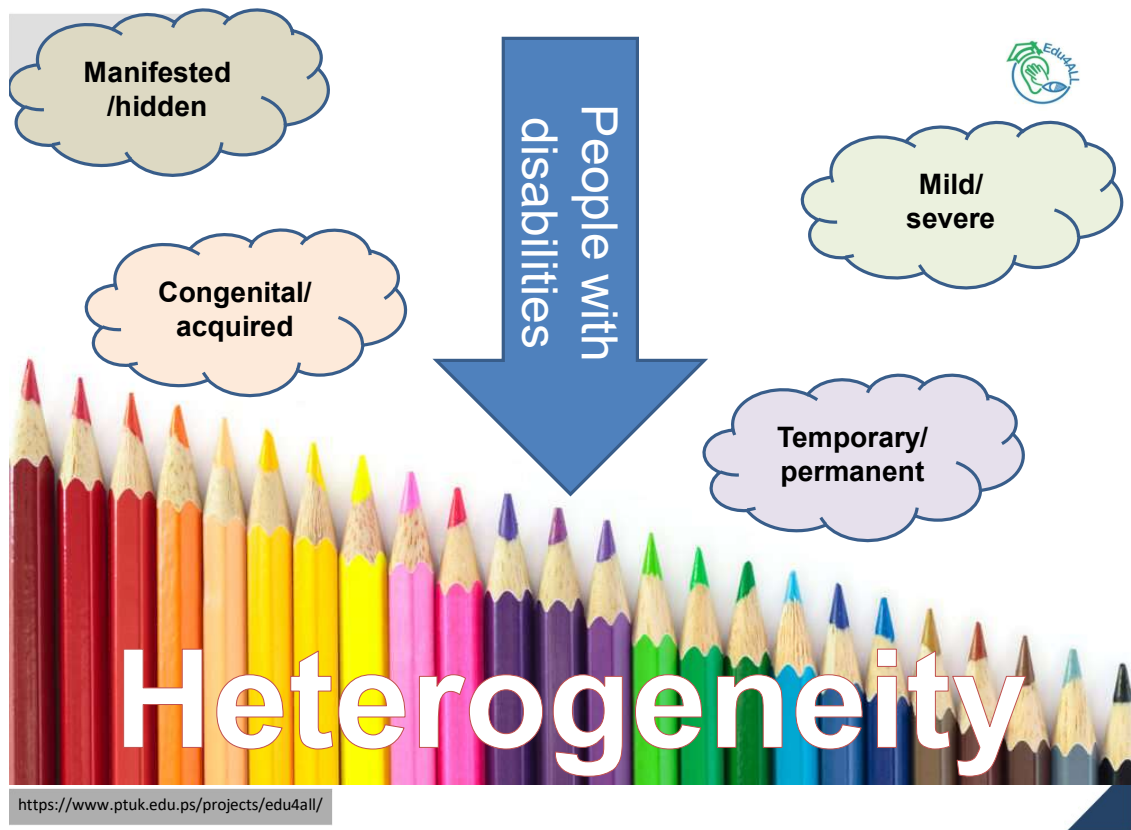 Manifested
/hidden
People with
disabilities
Edu4ALL
Mild/
severe
Congenital/
acquired
Temporary/
permanent
Heterogeneity
https://www.ptuk.edu.ps/projects/edu4all/